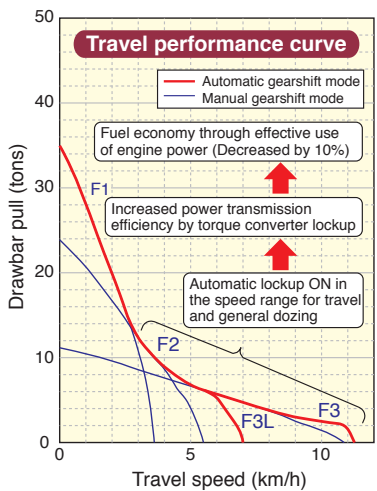 Travel performance curve
Automatic gearshift mode
Manual gearshift mode
Fuel economy through effective use
of engine power (Decreased by 10%)
Increased power transmission
efficiency by torque converter lockup
Automatic lockup ON in
the speed range for travel
and general dozing
F1
F2
F3L
F3
50
40
30
20
10
0
Drawbar pull (tons)
0
5
10
Travel speed (km/h)